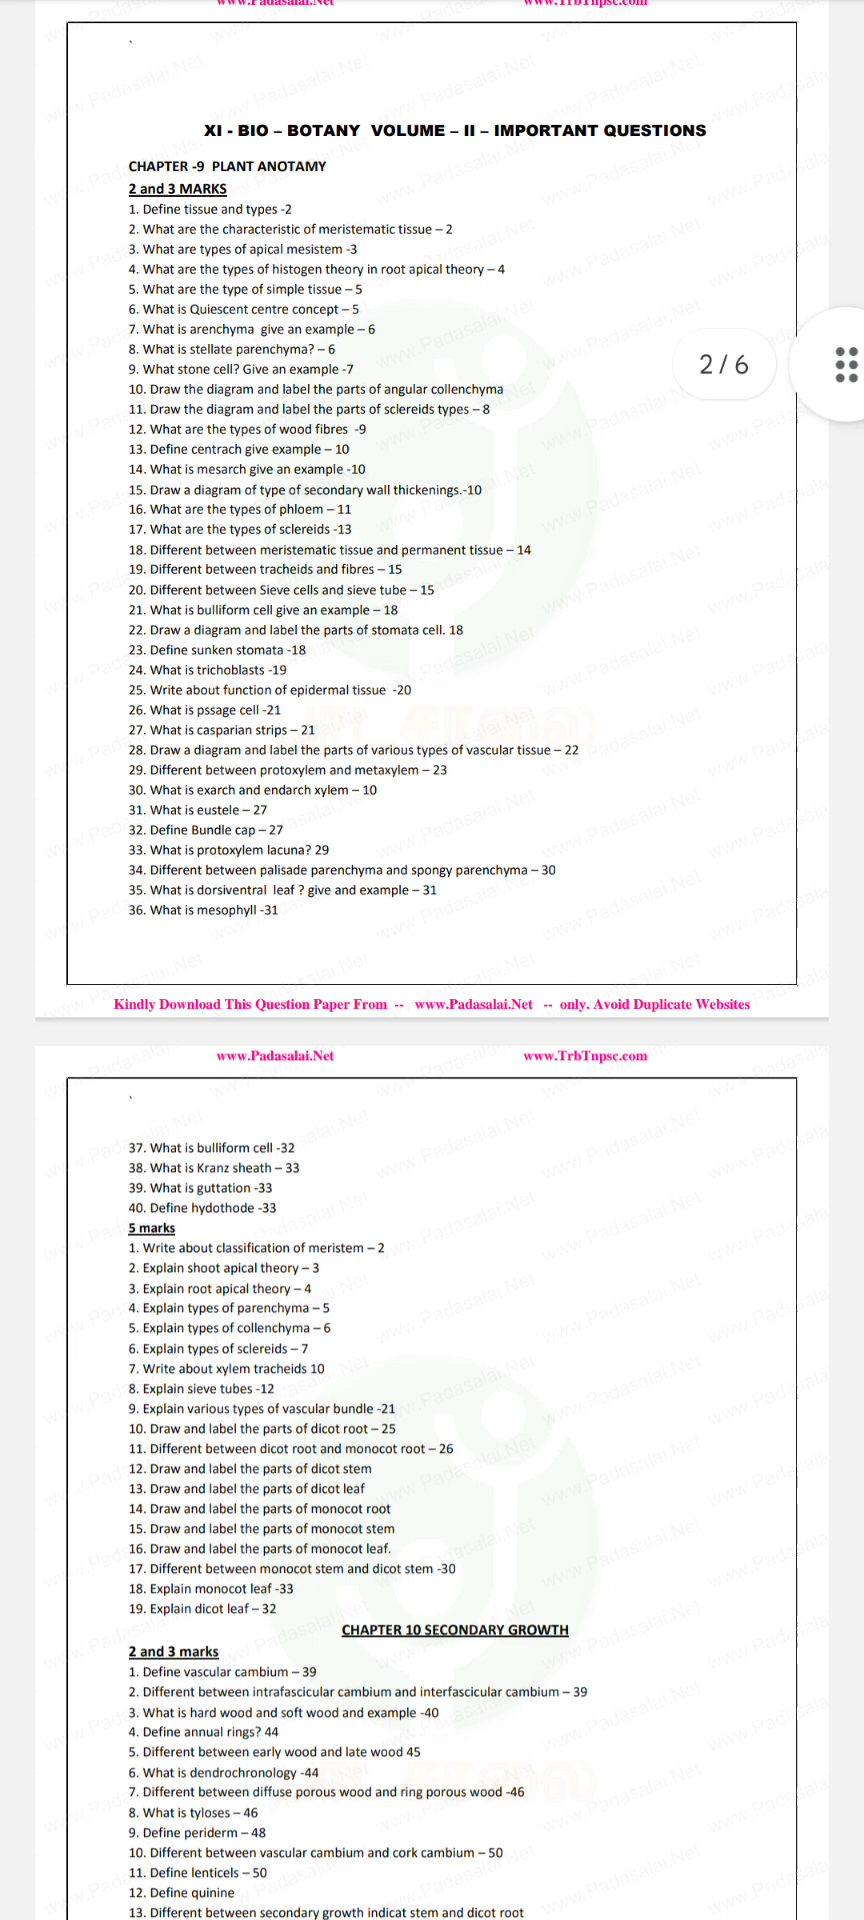 www.Padasalai.Net www.TrbTnpsc.com
XI - BIO – BOTANY VOLUME – II – IMPORTANT QUESTIONS
CHAPTER -9 PLANT ANOTAMY
2 and 3 MARKS
1. Define tissue and types -2
2. What are the characteristic of meristematic tissue – 2
3. What are types of apical mesistem -3
4. What are the types of histogen theory in root apical theory – 4
5. What are the type of simple tissue – 5
6. What is Quiescent centre concept – 5
7. What is arenchyma give an example – 6
8. What is stellate parenchyma? – 6
2 / 6
9. What stone cell? Give an example -7
10. Draw the diagram and label the parts of angular collenchyma
11. Draw the diagram and label the parts of sclereids types – 8
12. What are the types of wood fibres -9
13. Define centrach give example – 10
14. What is mesarch give an example -10
15. Draw a diagram of type of secondary wall thickenings.-10
16. What are the types of phloem – 11
17. What are the types of sclereids -13
18. Different between meristematic tissue and permanent tissue – 14
19. Different between tracheids and fibres – 15
20. Different between Sieve cells and sieve tube – 15
21. What is bulliform cell give an example – 18
22. Draw a diagram and label the parts of stomata cell. 18
23. Define sunken stomata -18
24. What is trichoblasts -19
25. Write about function of epidermal tissue -20
26. What is pssage cell -21
27. What is casparian strips – 21
28. Draw a diagram and label the parts of various types of vascular tissue – 22
29. Different between protoxylem and metaxylem – 23
30. What is exarch and endarch xylem – 10
31. What is eustele – 27
32. Define Bundle cap – 27
33. What is protoxylem lacuna? 29
34. Different between palisade parenchyma and spongy parenchyma – 30
35. What is dorsiventral leaf ? give and example – 31
36. What is mesophyll -31
Kindly Download This Question Paper From -- www.Padasalai.Net -- only. Avoid Duplicate Websites
www.Padasalai.Net www.TrbTnpsc.com
37. What is bulliform cell -32
38. What is Kranz sheath – 33
39. What is guttation -33
40. Define hydothode -33
5 marks
1. Write about classification of meristem – 2
2. Explain shoot apical theory – 3
3. Explain root apical theory – 4
4. Explain types of parenchyma – 5
5. Explain types of collenchyma – 6
6. Explain types of sclereids – 7
7. Write about xylem tracheids 10
8. Explain sieve tubes -12
9. Explain various types of vascular bundle -21
10. Draw and label the parts of dicot root – 25
11. Different between dicot root and monocot root – 26
12. Draw and label the parts of dicot stem
13. Draw and label the parts of dicot leaf
14. Draw and label the parts of monocot root
15. Draw and label the parts of monocot stem
16. Draw and label the parts of monocot leaf.
17. Different between monocot stem and dicot stem -30
18. Explain monocot leaf -33
19. Explain dicot leaf – 32
CHAPTER 10 SECONDARY GROWTH
2 and 3 marks
1. Define vascular cambium – 39
2. Different between intrafascicular cambium and interfascicular cambium – 39
3. What is hard wood and soft wood and example -40
4. Define annual rings? 44
5. Different between early wood and late wood 45
6. What is dendrochronology -44
7. Different between diffuse porous wood and ring porous wood -46
8. What is tyloses – 46
9. Define periderm – 48
10. Different between vascular cambium and cork cambium – 50
11. Define lenticels – 50
12. Define quinine
13. Different between secondary growth indicat stem and dicot root